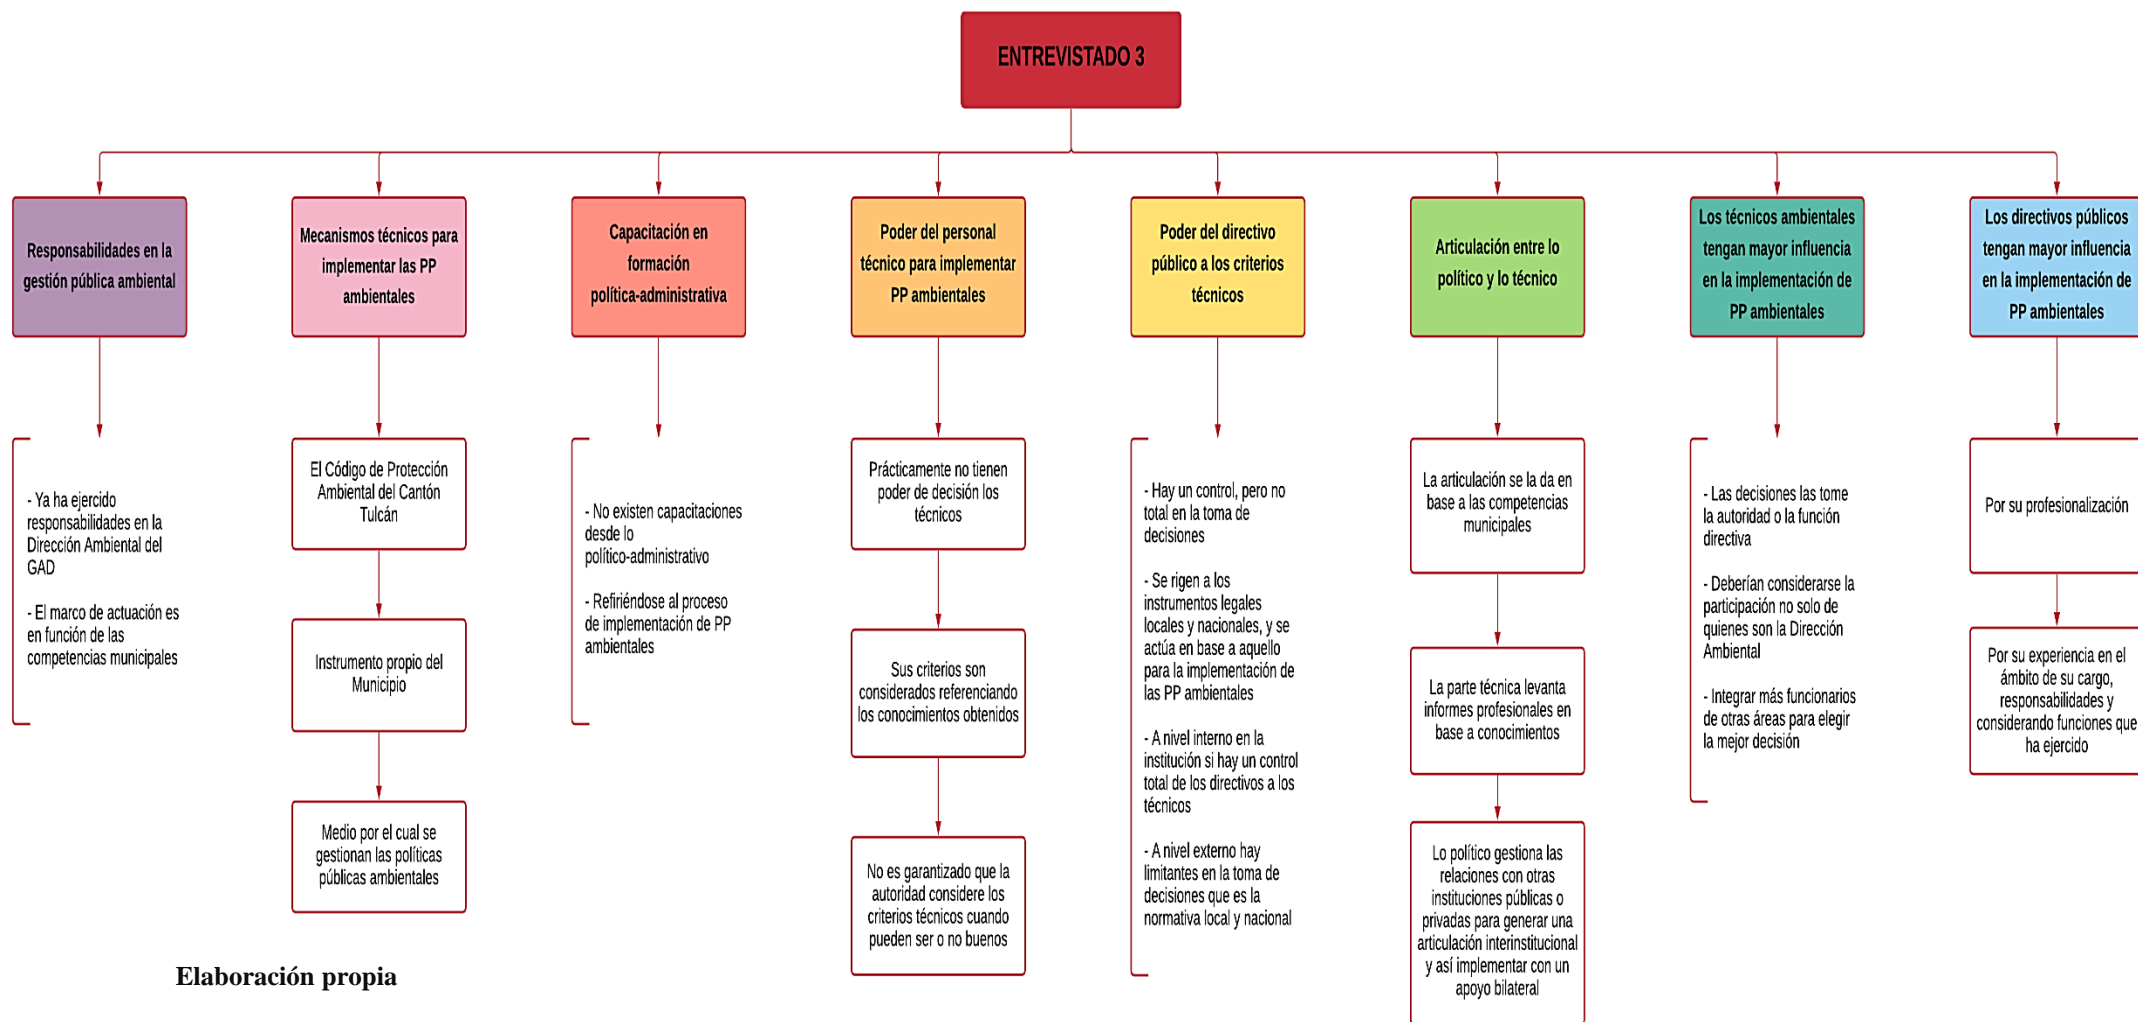 ENTREVISTADO 3
Responsabilidades en la
gestión pública ambiental
Mecanismos técnicos para
implementar las PP
ambientales
Capacitación en
formación
política-administrativa
Poder del personal
técnico para implementar
PP ambientales
Poder del directivo
público a los criterios
técnicos
Articulación entre lo
político y lo técnico
Los técnicos ambientales
tengan mayor influencia
en la implementación de
PP ambientales
Los directivos públicos
tengan mayor influencia
en la implementación de
PP ambientales
- Ya ha ejercido
responsabilidades en la
Dirección Ambiental del
GAD
- El marco de actuación es
en función de las
competencias municipales
El Código de Protección
Ambiental del Cantón
Tulcán
Instrumento propio del
Municipio
Medio por el cual se
gestionan las políticas
públicas ambientales
- No existen capacitaciones
desde lo
político-administrativo
- Refiriéndose al proceso
de implementación de PP
ambientales
Prácticamente no tienen
poder de decisión los
técnicos
Sus criterios son
considerados referenciando
los conocimientos obtenidos
No es garantizado que la
autoridad considere los
criterios técnicos cuando
pueden ser o no buenos
- Hay un control, pero no
total en la toma de
decisiones
- Se rigen a los
instrumentos legales
locales y nacionales, y se
actúa en base a aquello
para la implementación de
las PP ambientales
- A nivel interno en la
institución si hay un control
total de los directivos a los
técnicos
- A nivel externo hay
limitantes en la toma de
decisiones que es la
normativa local y nacional
La articulación se la da en
base a las competencias
municipales
La parte técnica levanta
informes profesionales en
base a conocimientos
Lo político gestiona las
relaciones con otras
instituciones públicas o
privadas para generar una
articulación interinstitucional
y así implementar con un
apoyo bilateral
- Las decisiones las tome
la autoridad o la función
directiva
- Deberían considerarse la
participación no solo de
quienes son la Dirección
Ambiental
- Integrar más funcionarios
de otras áreas para elegir
la mejor decisión
Por su profesionalización
Por su experiencia en el
ámbito de su cargo,
responsabilidades y
considerando funciones que
ha ejercido
Elaboración propia